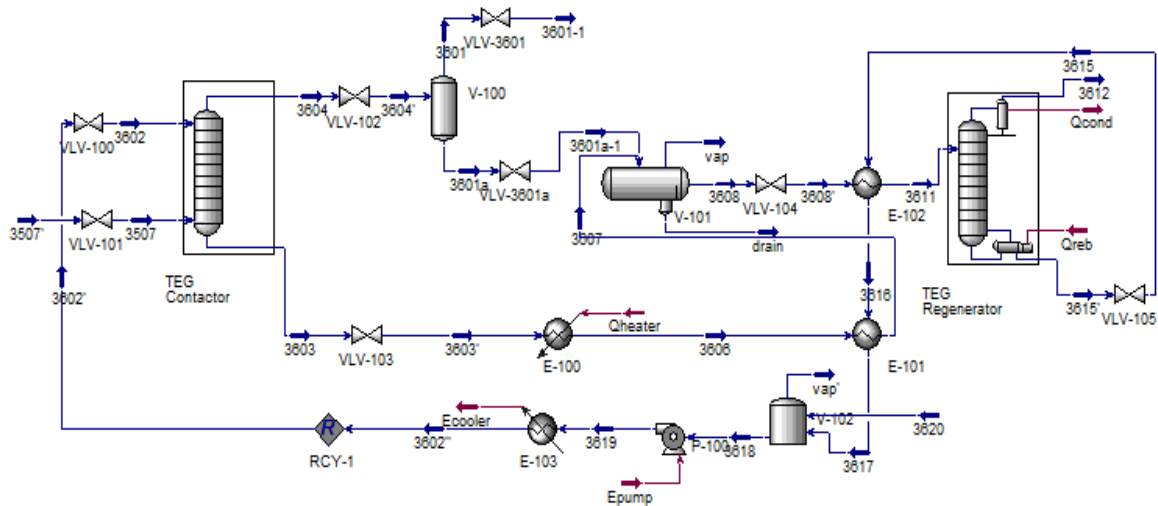 3601
VLV-3601
3601-1
V-100
3604
VLV-102
3604'
3601a
VLV-3601a
3601a-1
vap
3615
3612
Qcond
VLV-100
3602
3507'
VLV-101
3507
TEG
Contactor
3602'
3607
V-101
3608
VLV-104
3608'
E-102
3611
drain
Qreb
TEG
Regenerator
3615'
VLV-105
3616
3603
VLV-103
3603'
E-100
Qheater
3606
E-101
RCY-1
3602''
Ecooler
E-103
3619
P-100
Epump
3618
V-102
vap'
3620
3617
R